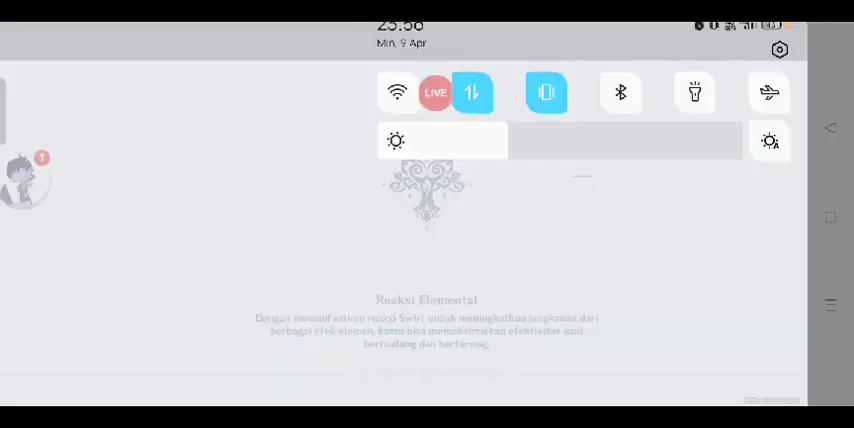 23:56
Min, 9 Apr
LIVE
1
Reaksi Elemental
Dengan memanfaatkan reaksi Swirl untuk meningkatkan jangkauan dari
berbagai efek elemen, kamu bisa memaksimalkan efektivitas saat
bertualang dan bertarung.